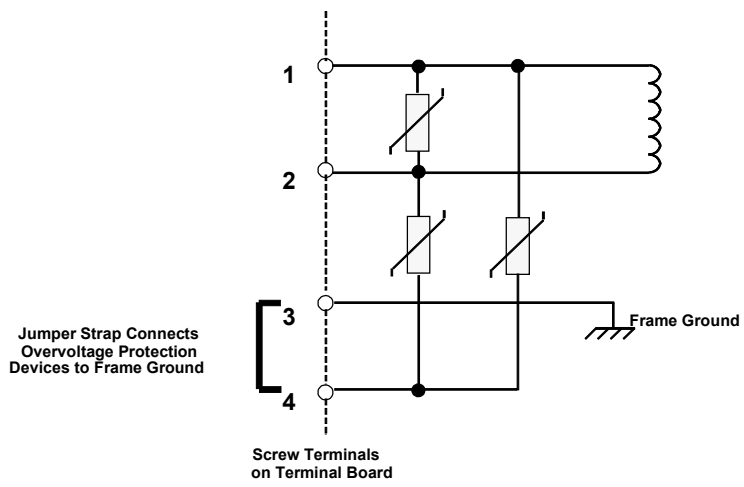 1
2
3
4
Jumper Strap Connects
Overvoltage Protection
Devices to Frame Ground
Frame Ground
Screw Terminals
on Terminal Board